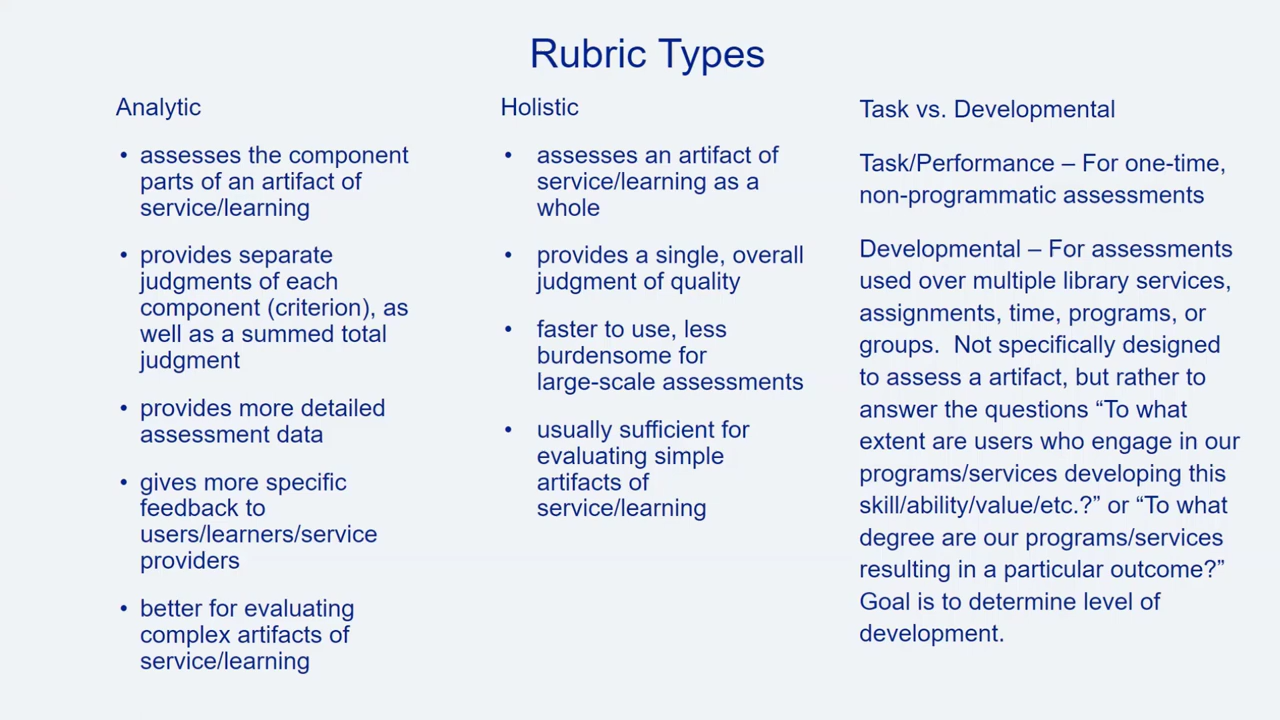 Rubric Types
Analytic
• assesses the component
parts of an artifact of
service/learning
• provides separate
judgments of each
component (criterion), as
well as a summed total
judgment
• provides more detailed
assessment data
• gives more specific
feedback to
users/learners/service
providers
• better for evaluating
complex artifacts of
service/learning
Holistic
• assesses an artifact of
service/learning as a
whole
• provides a single, overall
judgment of quality
• faster to use, less
burdensome for
large-scale assessments
• usually sufficient for
evaluating simple
artifacts of
service/learning
Task vs. Developmental
Task/Performance – For one-time,
non-programmatic assessments
Developmental – For assessments
used over multiple library services,
assignments, time, programs, or
groups.  Not specifically designed
to assess a artifact, but rather to
answer the questions “To what
extent are users who engage in our
programs/services developing this
skill/ability/value/etc.?” or “To what
degree are our programs/services
resulting in a particular outcome?”
Goal is to determine level of
development.